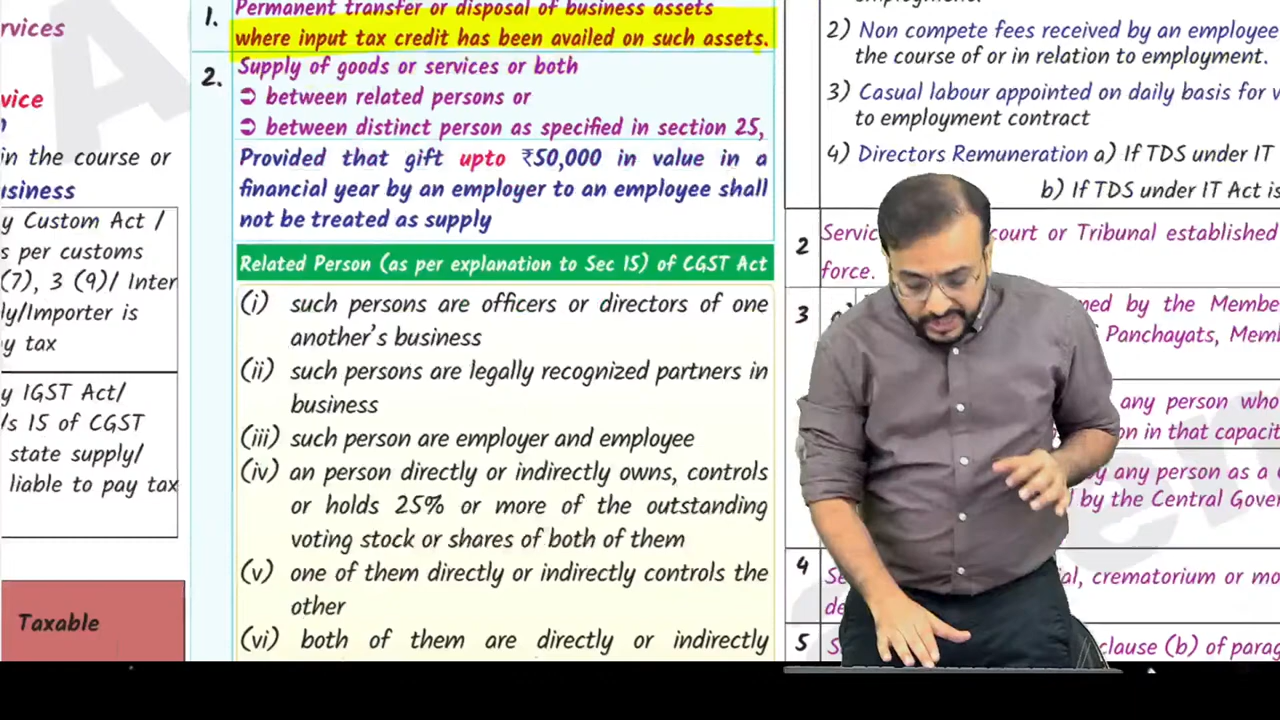 rvices
vice
in the course or
usiness
y Custom Act /
s per customs
(7), 3 (9)/ Inter
ly/Importer is
y tax
y IGST Act/
/s 15 of CGST
state supply/
liable to pay tax
Taxable
1. Permanent transfer or disposal of business assets
where input tax credit has been availed on such assets.
2. Supply of goods or services or both
➲ between related persons or
➲ between distinct person as specified in section 25,
Provided that gift upto ₹50,000 in value in a
financial year by an employer to an employee shall
not be treated as supply
Related Person (as per explanation to Sec 15) of CGST Act
(i) such persons are officers or directors of one
another's business
(ii) such persons are legally recognized partners in
business
(iii) such person are employer and employee
(iv) an person directly or indirectly owns, controls
or holds 25% or more of the outstanding
voting stock or shares of both of them
(v) one of them directly or indirectly controls the
other
(vi) both of them are directly or indirectly
2) Non compete fees received by an employee
the course of or in relation to employment.
3) Casual labour appointed on daily basis for
to employment contract
4) Directors Remuneration a) If TDS under IT
b) If TDS under IT Act is
2 Servic court or Tribunal established
force.
3 med by the Membe
Panchayats, Memb
any person who
on in that capacit
by any person as a
d by the Central Gover
4 Se al, crematorium or mo
de
5 S clause (b) of parag